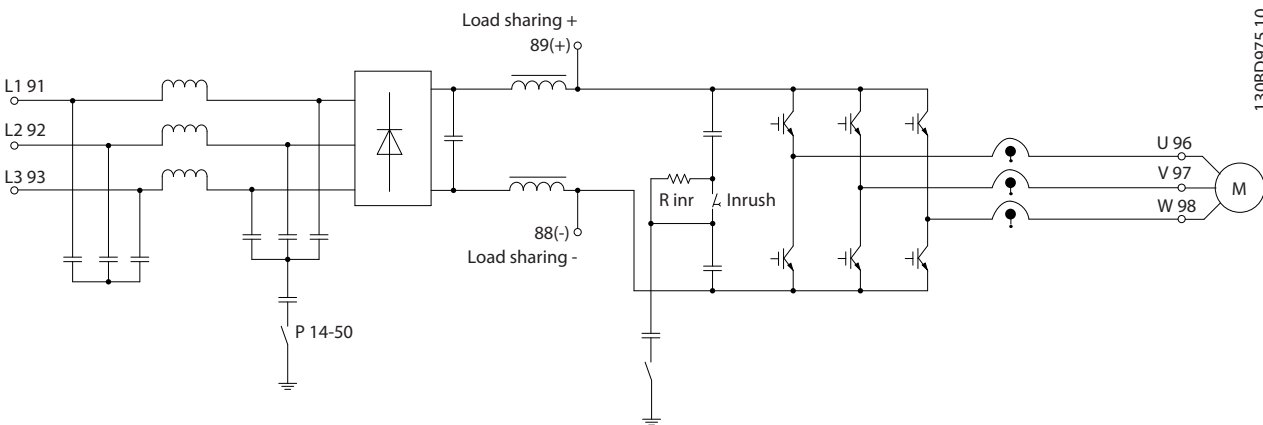 Load sharing +
89(+)
130BD975.10
L1 91
L2 92
L3 93
R inr
Inrush
U 96
V 97
W 98
M
88(-)
Load sharing -
P 14-50